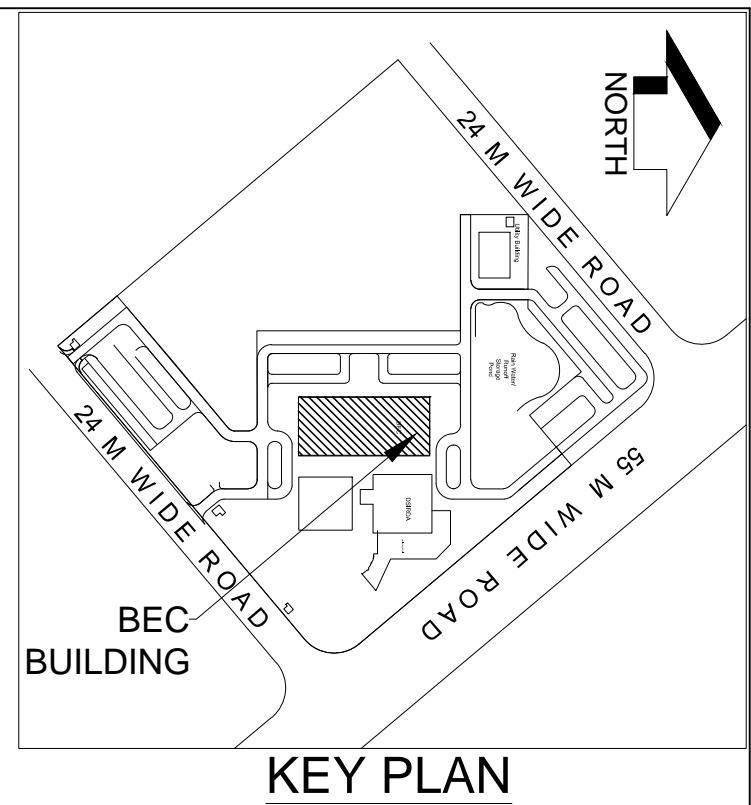 NORTH
24 M WIDE ROAD
Utility Building
Rain Water/
Runoff
Storage
Pond
55 M WIDE ROAD
24 M WIDE ROAD
DSIRDA
BEC
BUILDING
KEY PLAN